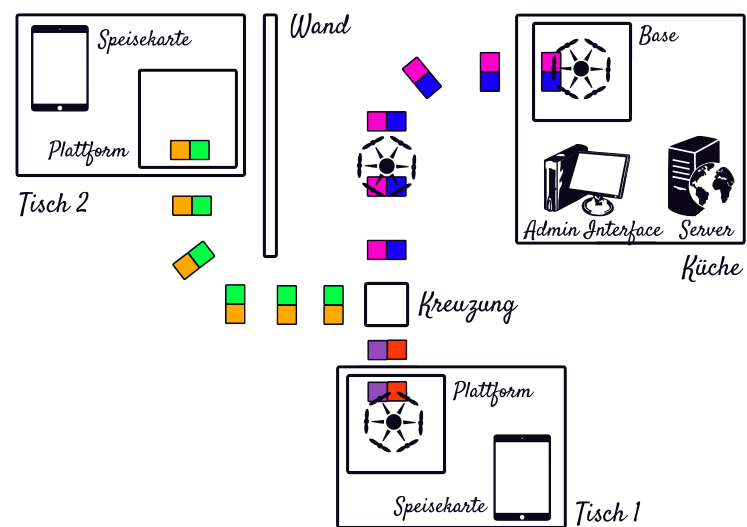 Speisekarte
Plattform
Tisch 2
Wand
Base
Admin Interface
Server
Küche
Kreuzung
Plattform
Speisekarte
Tisch 1